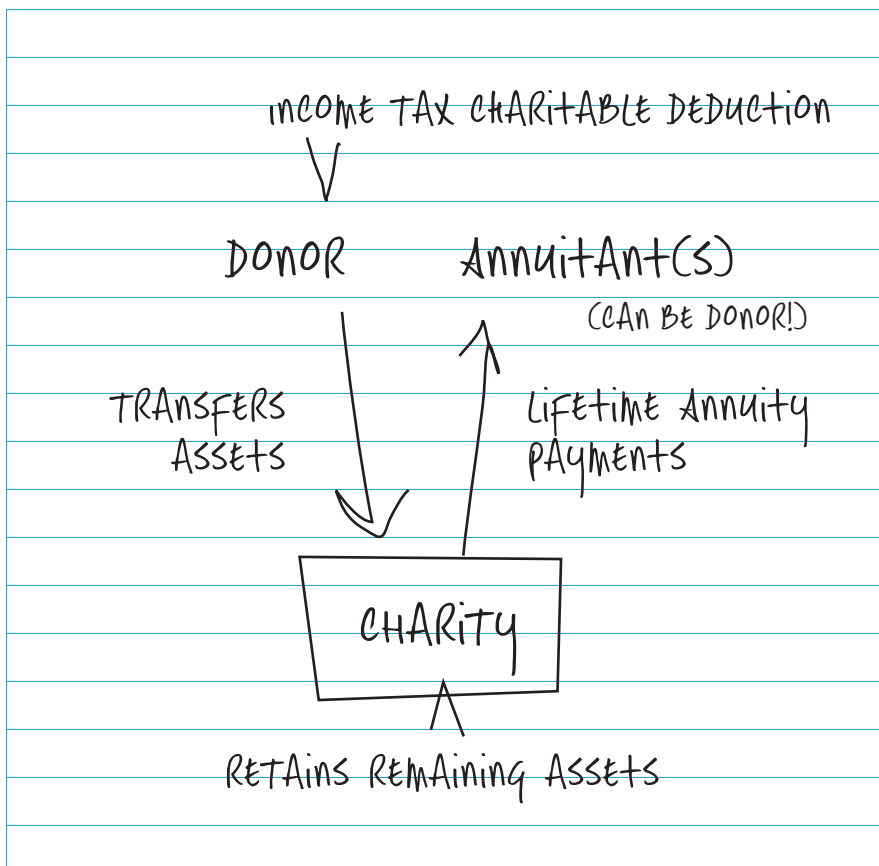 INCOME TAX CHARITABLE DEDUCTION
DONOR
ANNUITANT(S)
(CAN BE DONOR!)
TRANSFERS
ASSETS
LIFETIME ANNUITY
PAYMENTS
CHARITY
RETAINS REMAINING ASSETS